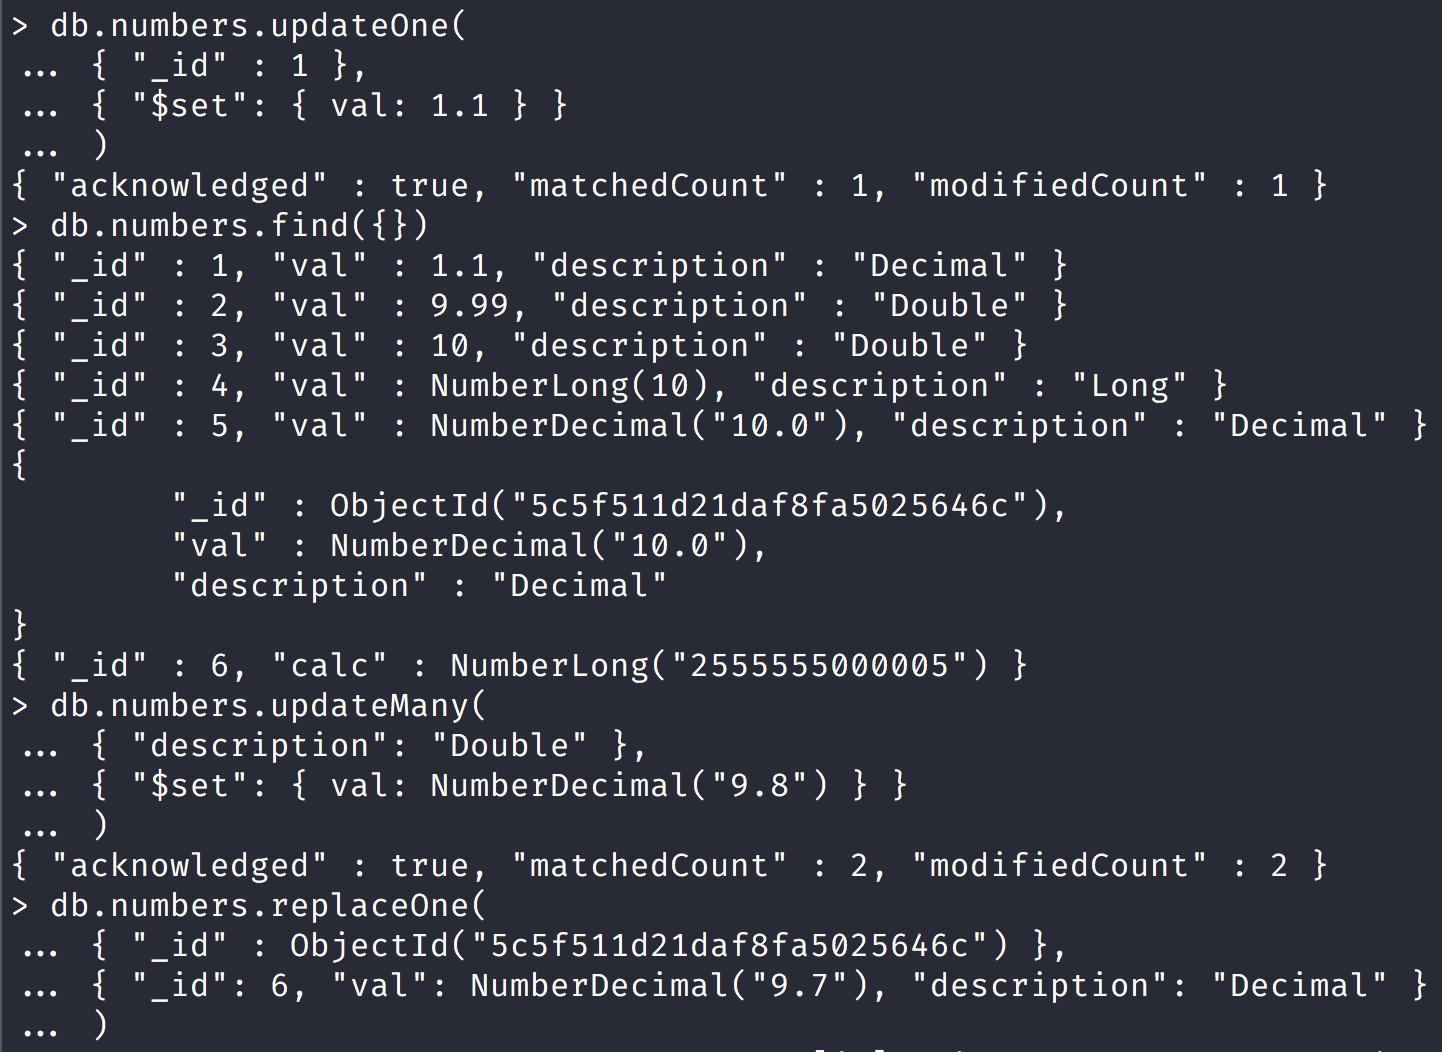 > db.numbers.updateOne(
... { "_id" : 1 },
... { "$set": { val: 1.1 } }
... )
{ "acknowledged" : true, "matchedCount" : 1, "modifiedCount" : 1 }
> db.numbers.find({})
{ "_id" : 1, "val" : 1.1, "description" : "Decimal" }
{ "_id" : 2, "val" : 9.99, "description" : "Double" }
{ "_id" : 3, "val" : 10, "description" : "Double" }
{ "_id" : 4, "val" : NumberLong(10), "description" : "Long" }
{ "_id" : 5, "val" : NumberDecimal("10.0"), "description" : "Decimal" }
{
        "_id" : ObjectId("5c5f511d21daf8fa5025646c"),
        "val" : NumberDecimal("10.0"),
        "description" : "Decimal"
}
{ "_id" : 6, "calc" : NumberLong("2555555000005") }
> db.numbers.updateMany(
... { "description": "Double" },
... { "$set": { val: NumberDecimal("9.8") } }
... )
{ "acknowledged" : true, "matchedCount" : 2, "modifiedCount" : 2 }
> db.numbers.replaceOne(
... { "_id" : ObjectId("5c5f511d21daf8fa5025646c") },
... { "_id": 6, "val": NumberDecimal("9.7"), "description": "Decimal" }
... )